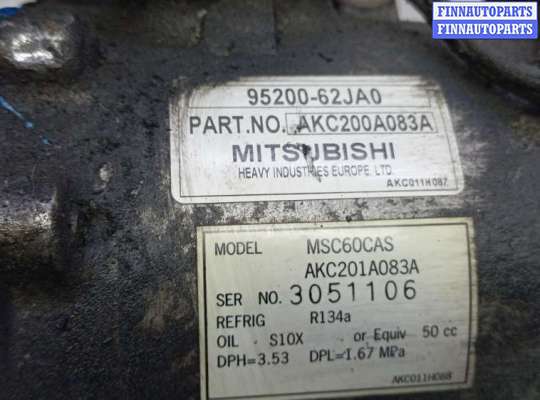 FINNAUTOPARTS
FINNAUTOPARTS
95200-62JA0
PART.NO. AKC200A083A
MITSUBISHI
HEAVY INDUSTRIES EUROPE, LTD.
AKC011H087
MODEL MSC60CAS
AKC201A083A
SER NO. 3051106
REFRIG R134a
OIL S10X or Equiv 50 cc
DPH=3.53 DPL=1.67 MPa
AKC011H088